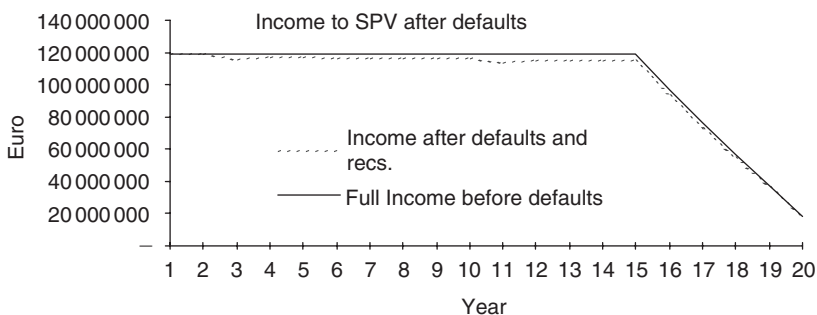 Income to SPV after defaults
140 000 000
120 000 000
100 000 000
80 000 000
60 000 000
40 000 000
20 000 000
–
Euro
Income after defaults and
recs.
Full Income before defaults
1 2 3 4 5 6 7 8 9 10 11 12 13 14 15 16 17 18 19 20
Year